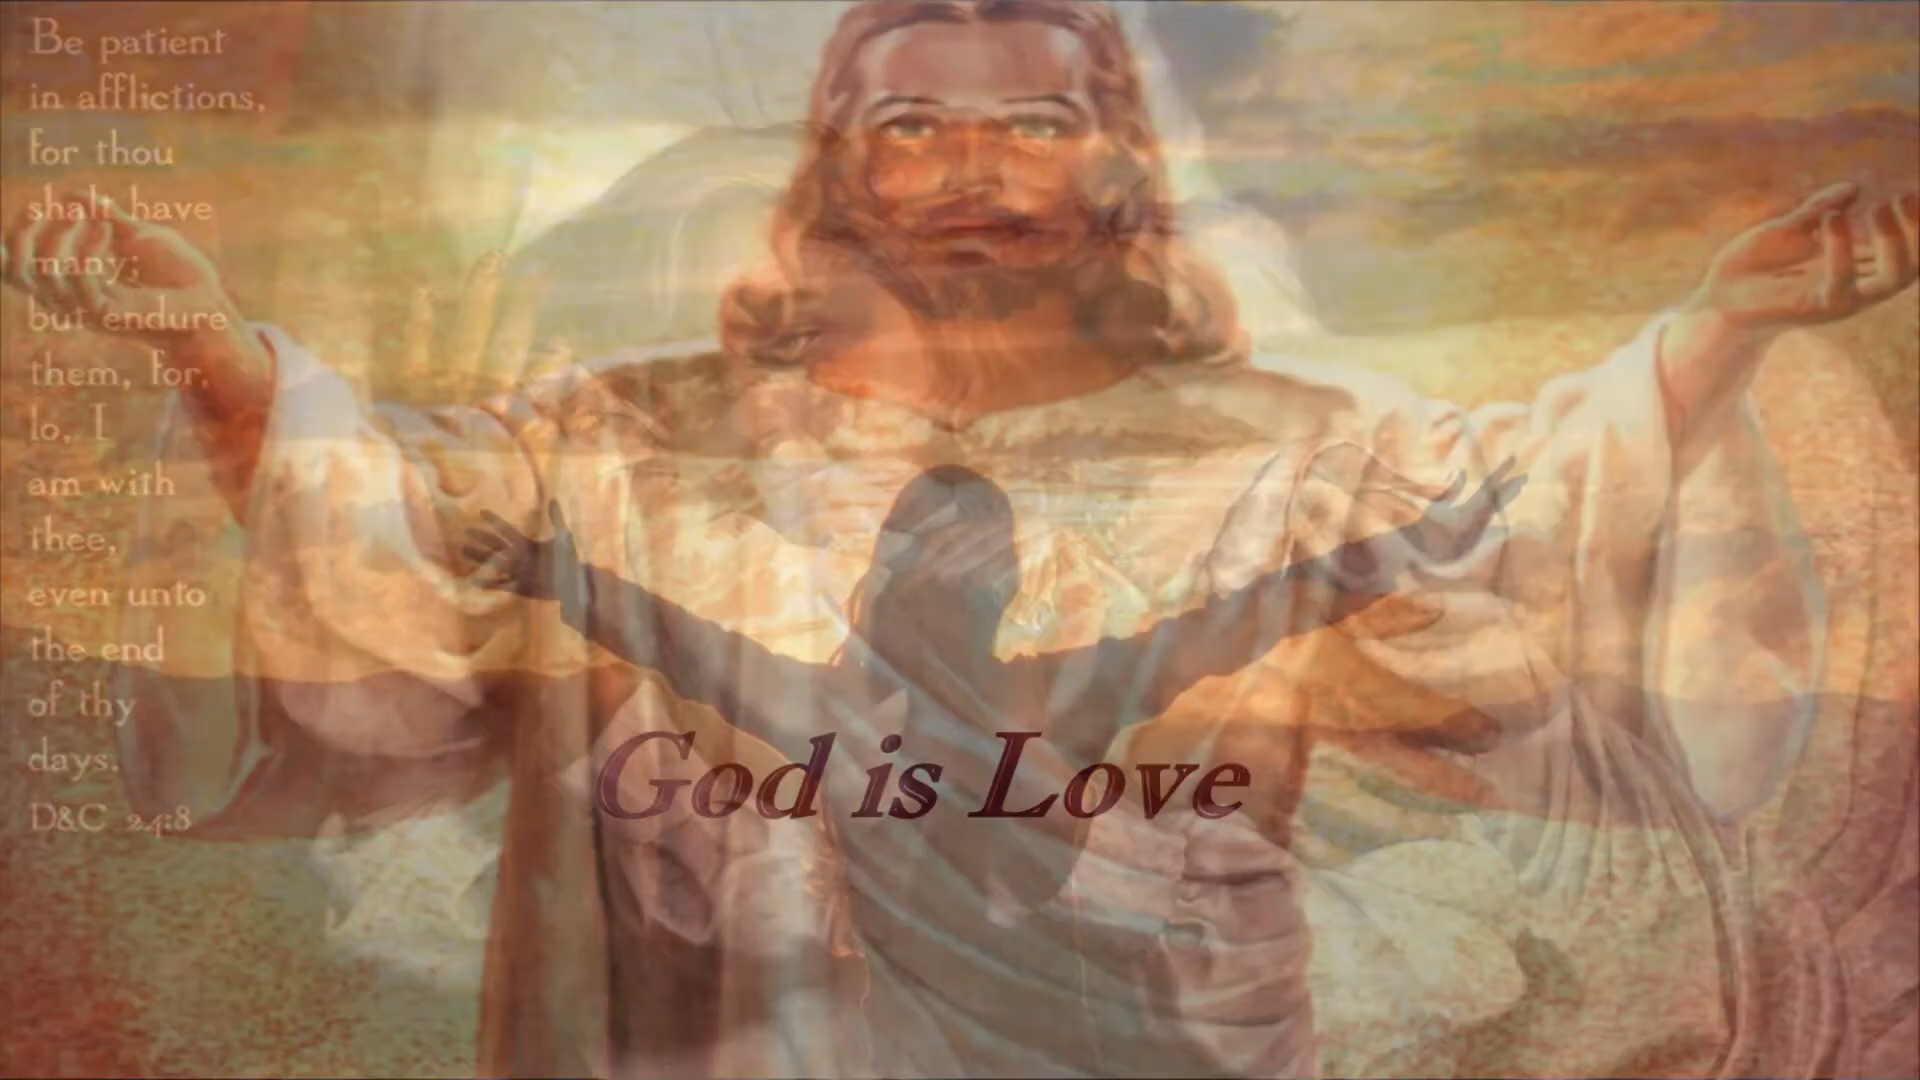 Be patient
in afflictions,
for thou
shalt have
many;
but endure
them, for,
lo, I
am with
thee,
even unto
the end
of thy
days.
D&C 24:8
God is Love